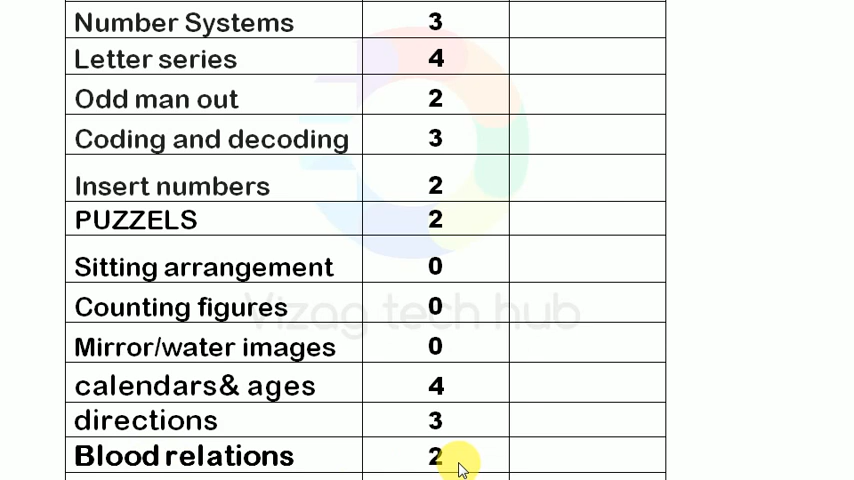 Number Systems 3
Letter series 4
Odd man out 2
Coding and decoding 3
Insert numbers 2
PUZZELS 2
Sitting arrangement 0
Counting figures 0
Mirror/water images 0
calendars& ages 4
directions 3
Blood relations 2
Vizag tech hub